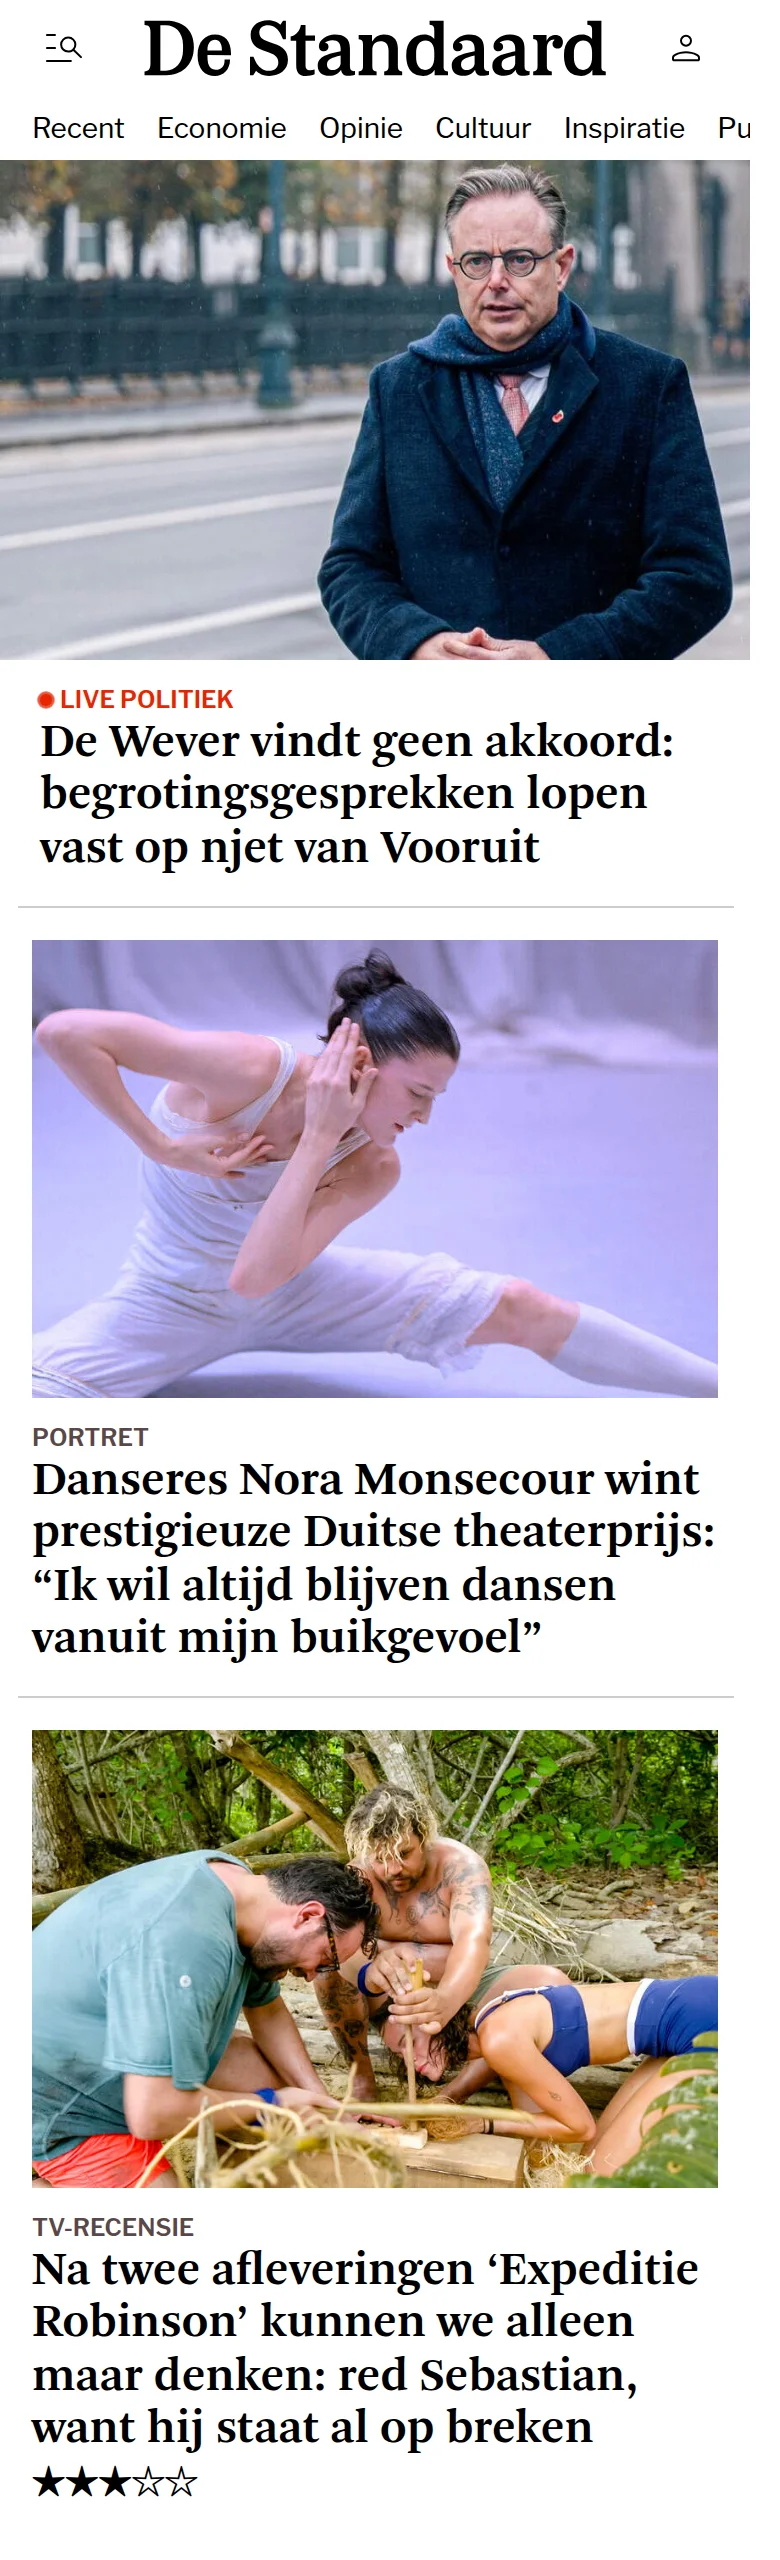 De Standaard
Recent Economie Opinie Cultuur Inspiratie Pu
LIVE POLITIEK
De Wever vindt geen akkoord:
begrotingsgesprekken lopen
vast op njet van Vooruit
PORTRET
Danseres Nora Monsecour wint
prestigieuze Duitse theaterprijs:
“Ik wil altijd blijven dansen
vanuit mijn buikgevoel”
TV-RECENSIE
Na twee afleveringen ‘Expeditie
Robinson’ kunnen we alleen
maar denken: red Sebastian,
want hij staat al op breken
★★★☆☆